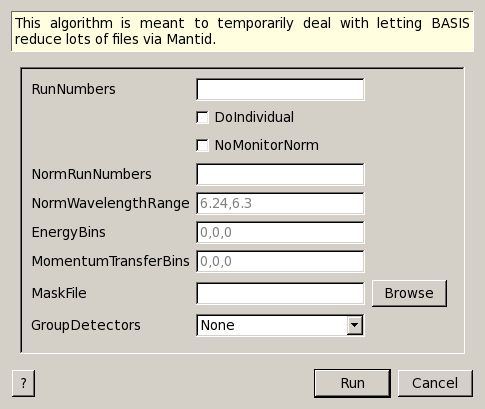 This algorithm is meant to temporarily deal with letting BASIS
reduce lots of files via Mantid.
RunNumbers
DoIndividual
NoMonitorNorm
NormRunNumbers
NormWavelengthRange 6.24,6.3
EnergyBins 0,0,0
MomentumTransferBins 0,0,0
MaskFile Browse
GroupDetectors None
? Run Cancel